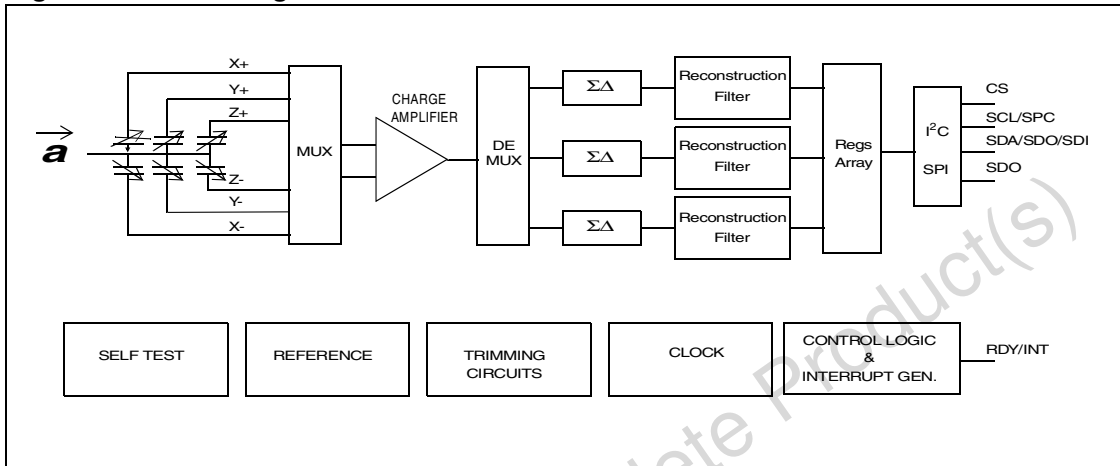 X+
Y+
Z+
a
Z-
Y-
X-
MUX
CHARGE
AMPLIFIER
DE
MUX
ΣΔ
ΣΔ
ΣΔ
Reconstruction
Filter
Reconstruction
Filter
Reconstruction
Filter
Regs
Array
I²C
SPI
CS
SCL/SPC
SDA/SDO/SDI
SDO
SELF TEST
REFERENCE
TRIMMING
CIRCUITS
CLOCK
CONTROL LOGIC
&
INTERRUPT GEN.
RDY/INT
Product(s)